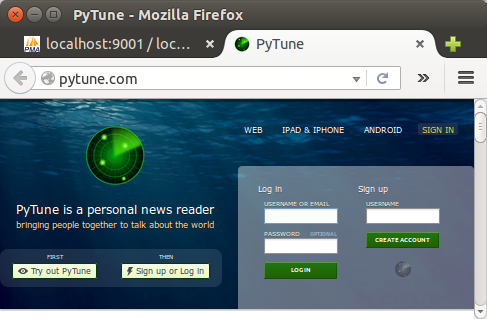 PyTune - Mozilla Firefox
PMA localhost:9001 / loc...
PyTune
pytune.com
WEB IPAD & IPHONE ANDROID SIGN IN
PyTune is a personal news reader
bringing people together to talk about the world
FIRST THEN
Try out PyTune Sign up or Log in
Log in Sign up
USERNAME OR EMAIL USERNAME
PASSWORD OPTIONAL
CREATE ACCOUNT
LOG IN